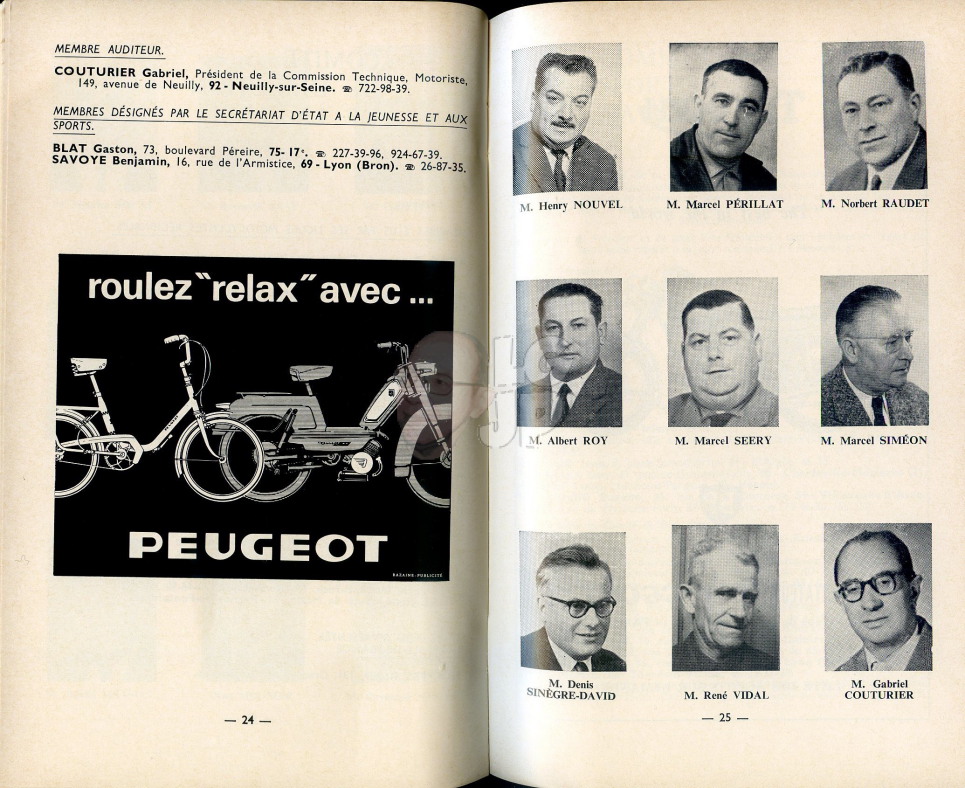 MEMBRE AUDITEUR.
COUTURIER Gabriel, Président de la Commission Technique, Motoriste,
149, avenue de Neuilly, 92 - Neuilly-sur-Seine. ☎ 722-98-39.
MEMBRES DÉSIGNÉS PAR LE SECRÉTARIAT D'ÉTAT A LA JEUNESSE ET AUX
SPORTS.
BLAT Gaston, 73, boulevard Péreire, 75-17e. ☎ 227-39-96, 924-67-39.
SAVOYE Benjamin, 16, rue de l'Armistice, 69 - Lyon (Bron). ☎ 26-87-35.
roulez "relax" avec ...
PEUGEOT
BAZAINE-PUBLICITÉ
— 24 —
M. Henry NOUVEL
M. Marcel PÉRILLAT
M. Norbert RAUDET
M. Albert ROY
M. Marcel SEERY
M. Marcel SIMÉON
M. Denis
SINÈGRE-DAVID
M. René VIDAL
M. Gabriel
COUTURIER
— 25 —